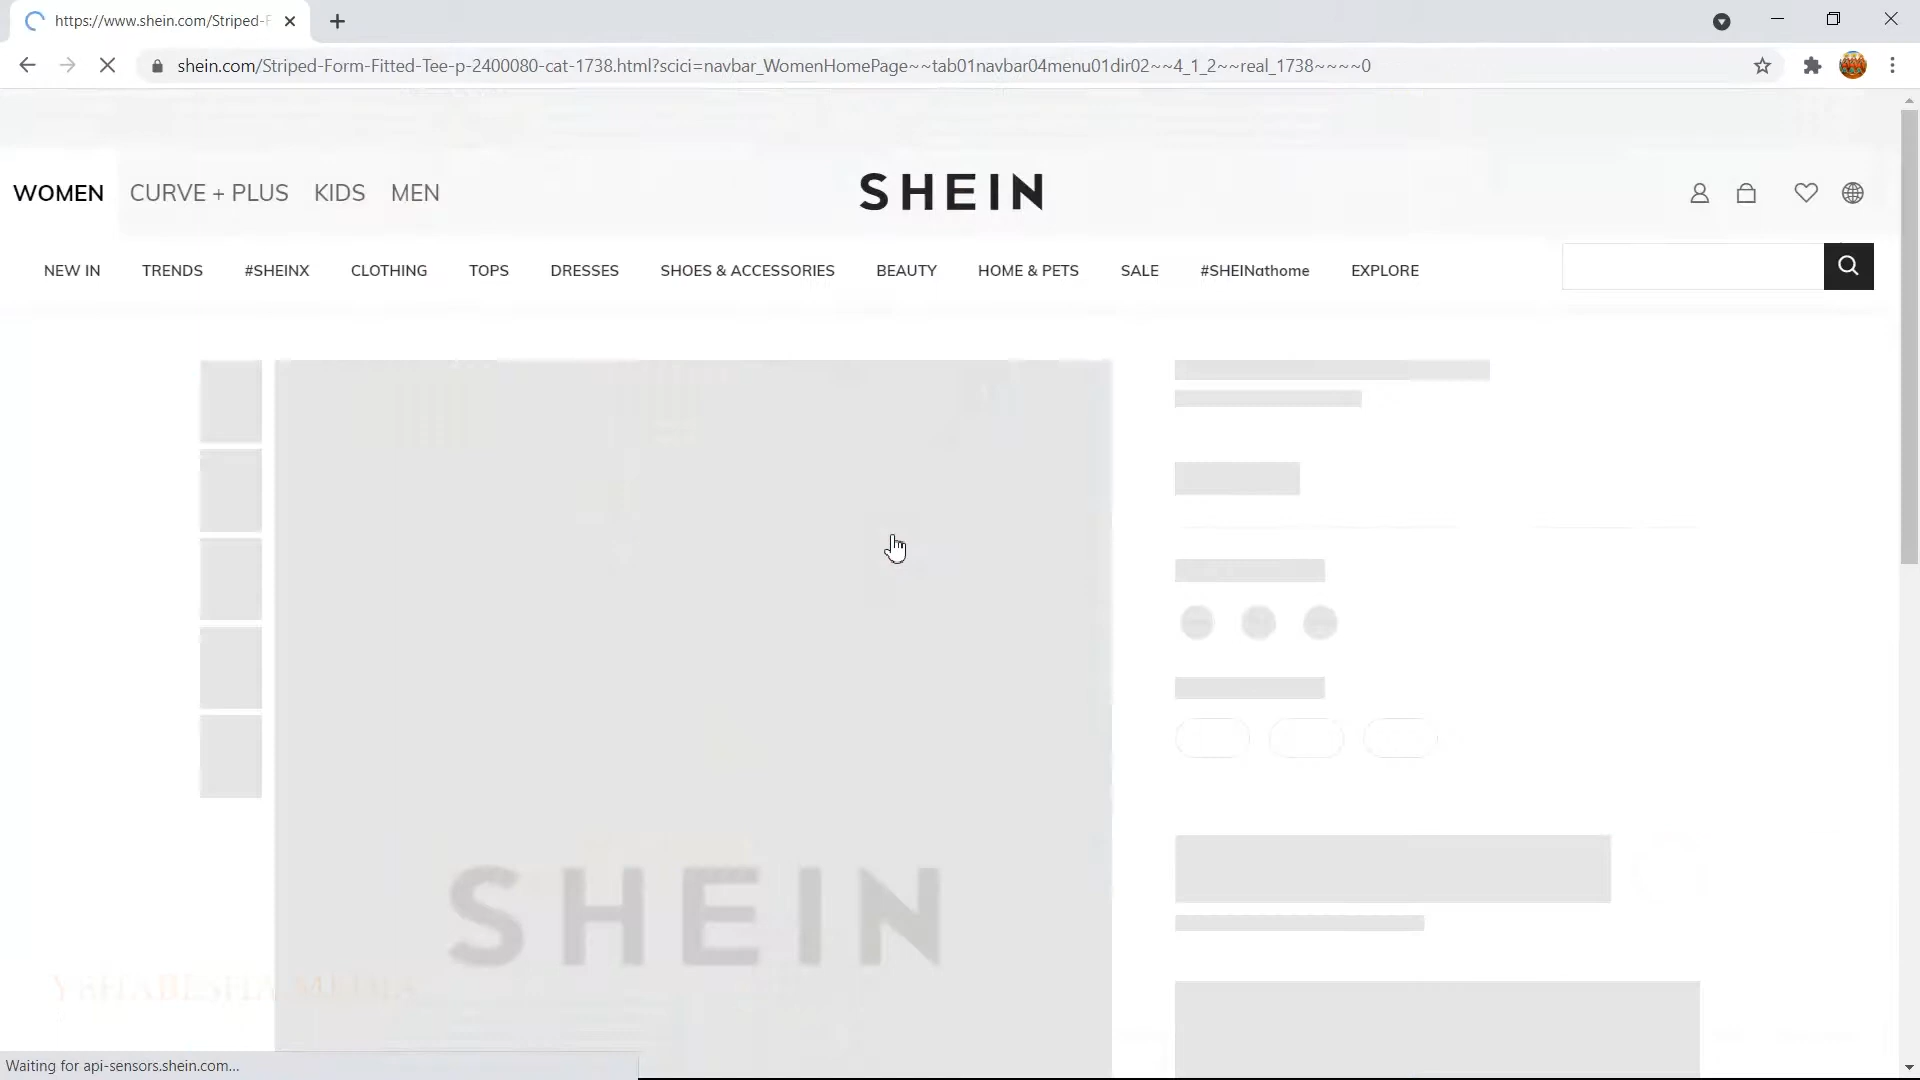 https://www.shein.com/Striped-F
shein.com/Striped-Form-Fitted-Tee-p-2400080-cat-1738.html?scici=navbar_WomenHomePage~~tab01navbar04menu01dir02~~4_1_2~~real_1738~~~~0
WOMEN CURVE + PLUS KIDS MEN SHEIN
NEW IN TRENDS #SHEINX CLOTHING TOPS DRESSES SHOES & ACCESSORIES BEAUTY HOME & PETS SALE #SHEINathome EXPLORE
SHEIN
Waiting for api-sensors.shein.com...